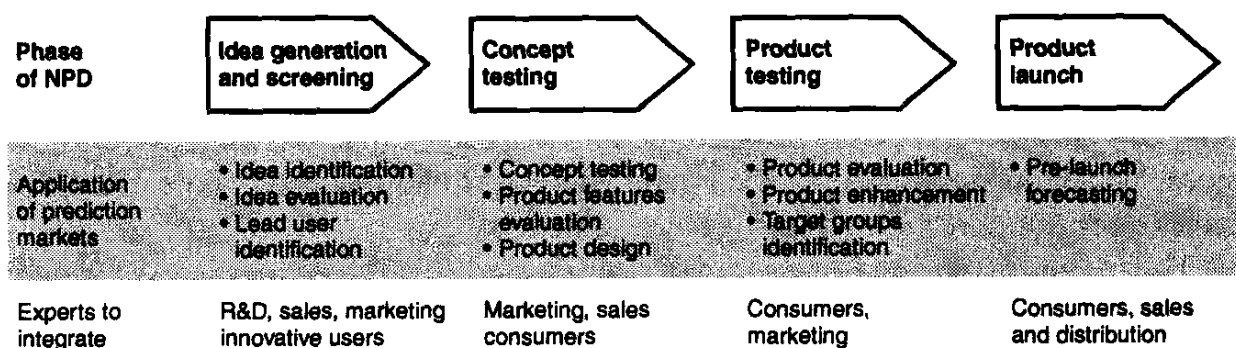 Phase
of NPD
Idea generation
and screening
Concept
testing
Product
testing
Product
launch
Application
of prediction
markets
• Idea identification
• Idea evaluation
• Lead user
identification
• Concept testing
• Product features
evaluation
• Product design
• Product evaluation
• Product enhancement
• Target groups
identification
• Pre-launch
forecasting
Experts to
integrate
R&D, sales, marketing
innovative users
Marketing, sales
consumers
Consumers,
marketing
Consumers, sales
and distribution